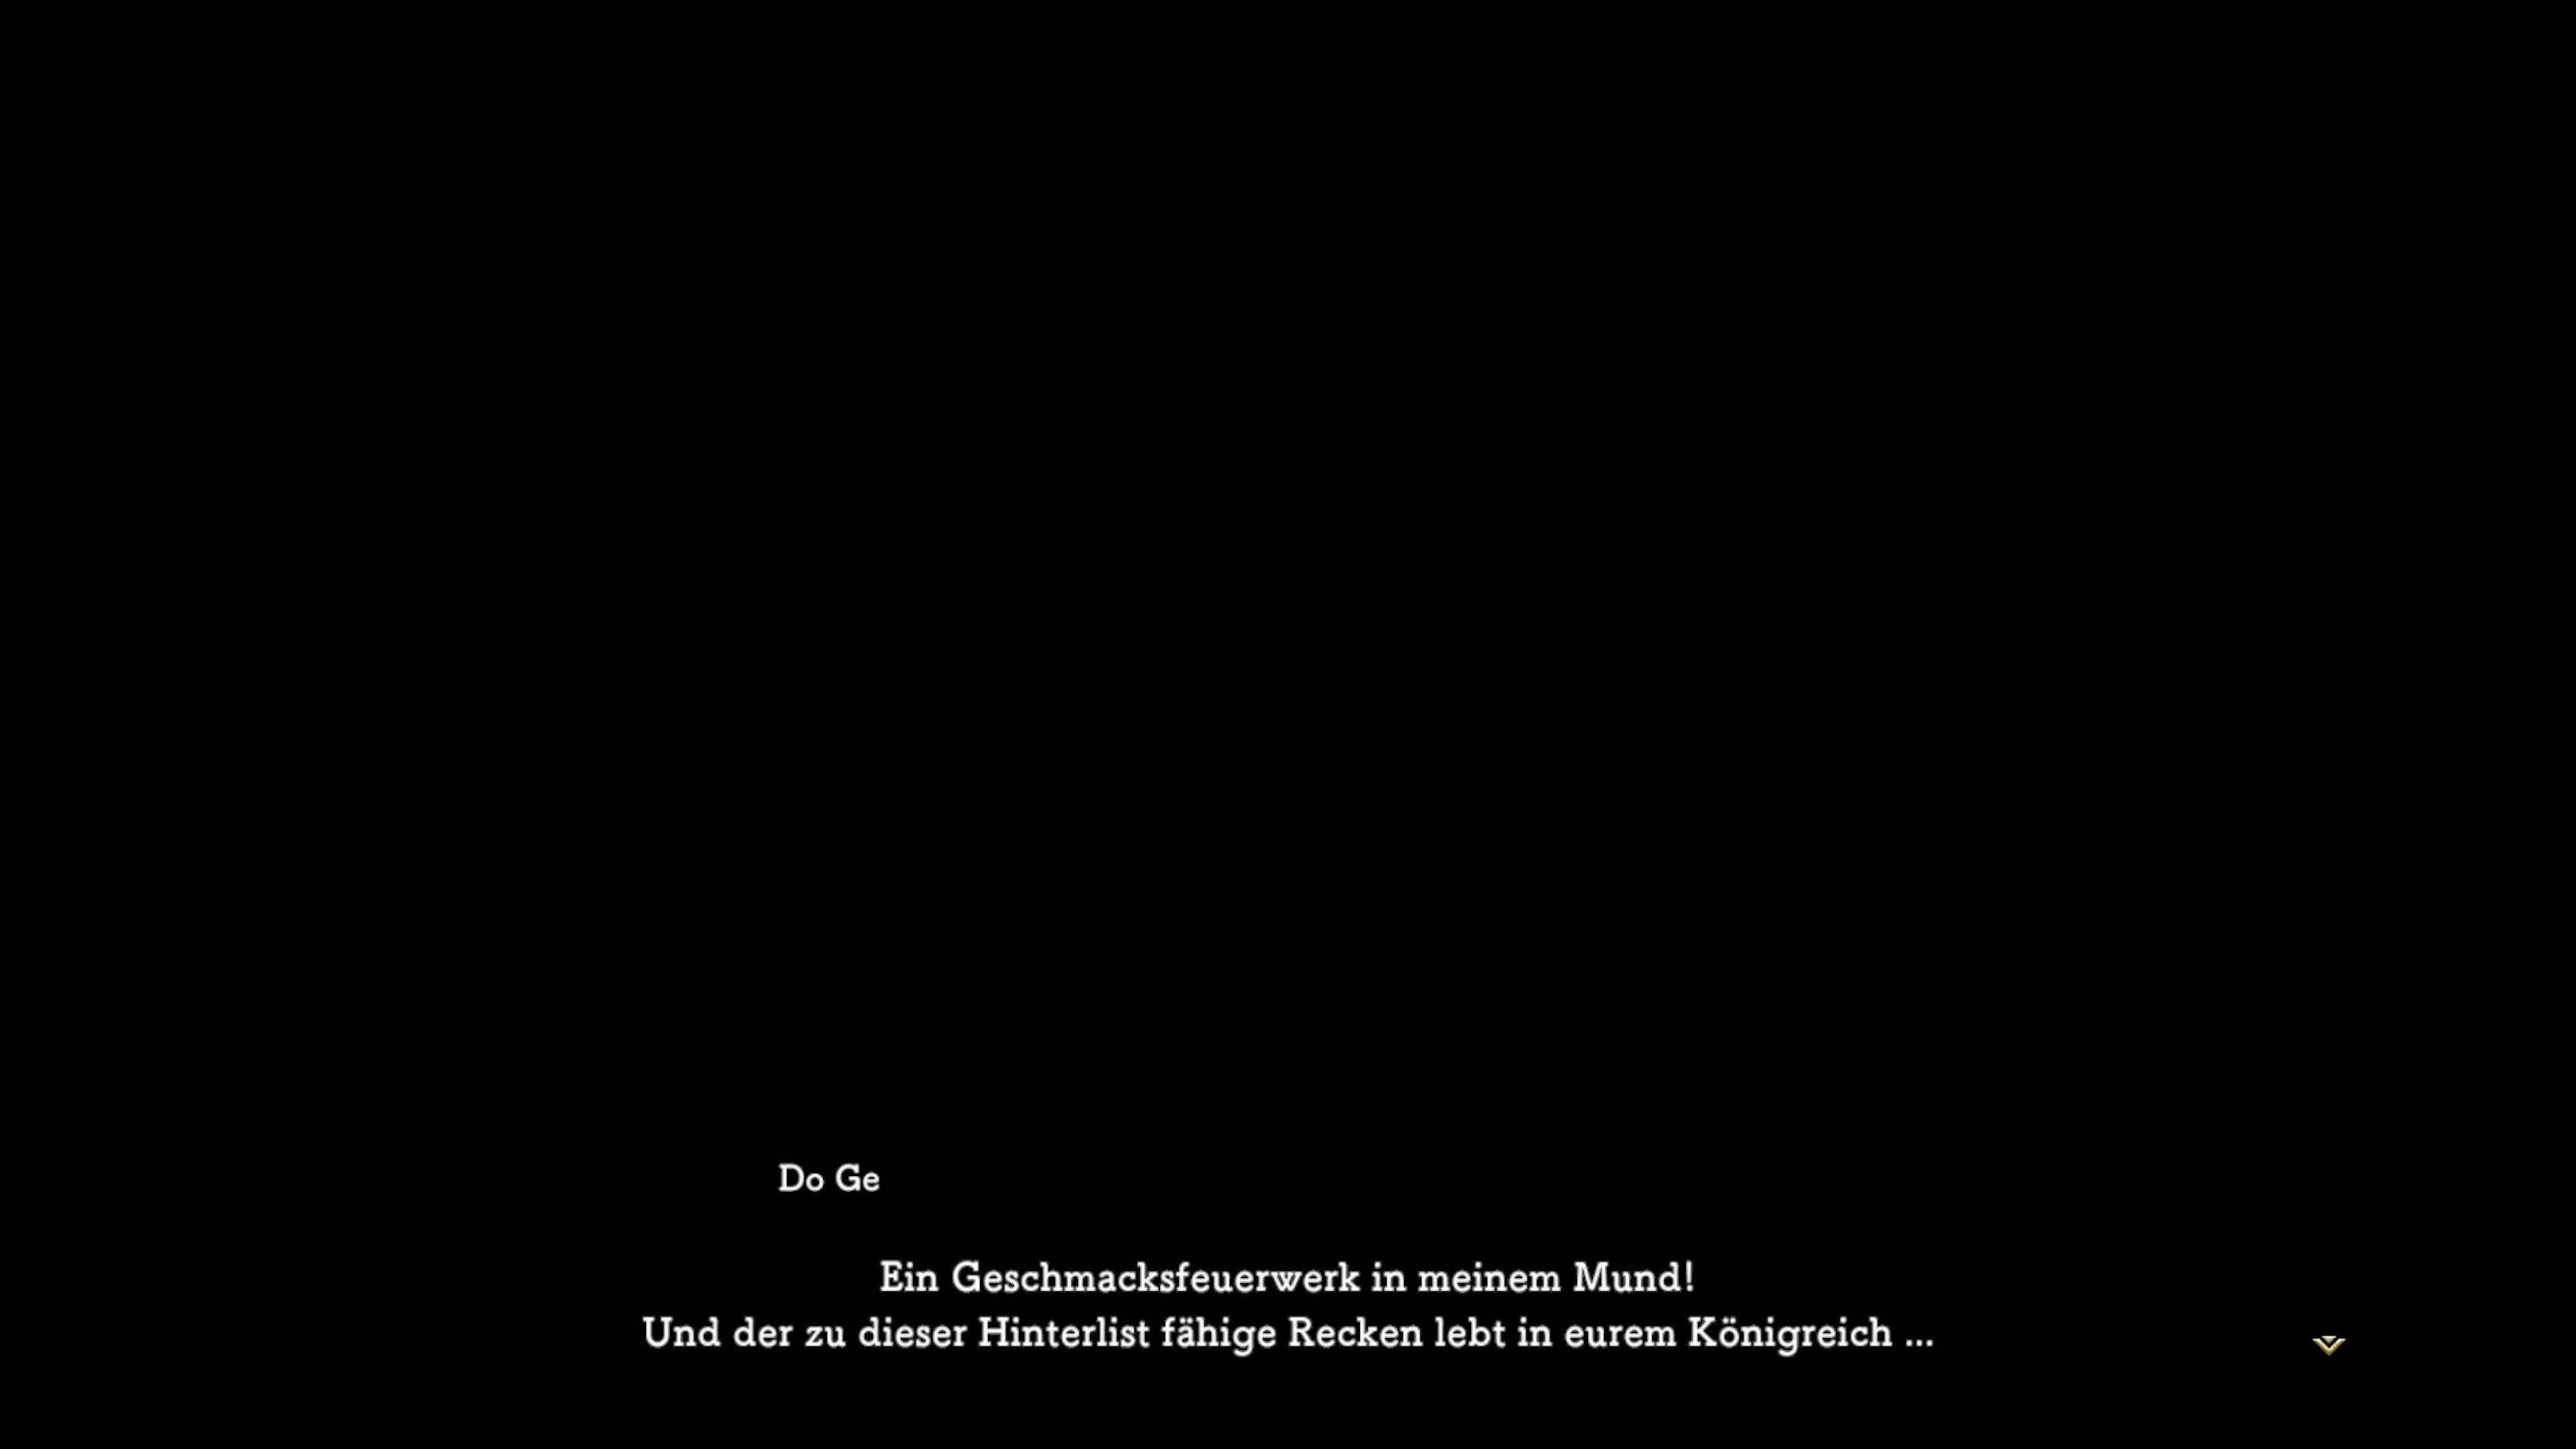 Do Ge
Ein Geschmacksfeuerwerk in meinem Mund!
Und der zu dieser Hinterlist fähige Recken lebt in eurem Königreich ...